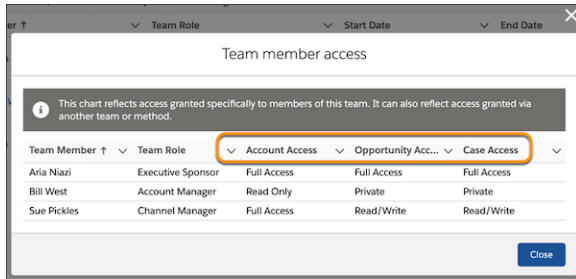 er ↑ Team Role Start Date End Date
Team member access
This chart reflects access granted specifically to members of this team. It can also reflect access granted via
another team or method.
Team Member ↑ Team Role Account Access Opportunity Acc... Case Access
Aria Niazi Executive Sponsor Full Access Full Access Full Access
Bill West Account Manager Read Only Private Private
Sue Pickles Channel Manager Full Access Read/Write Read/Write
Close